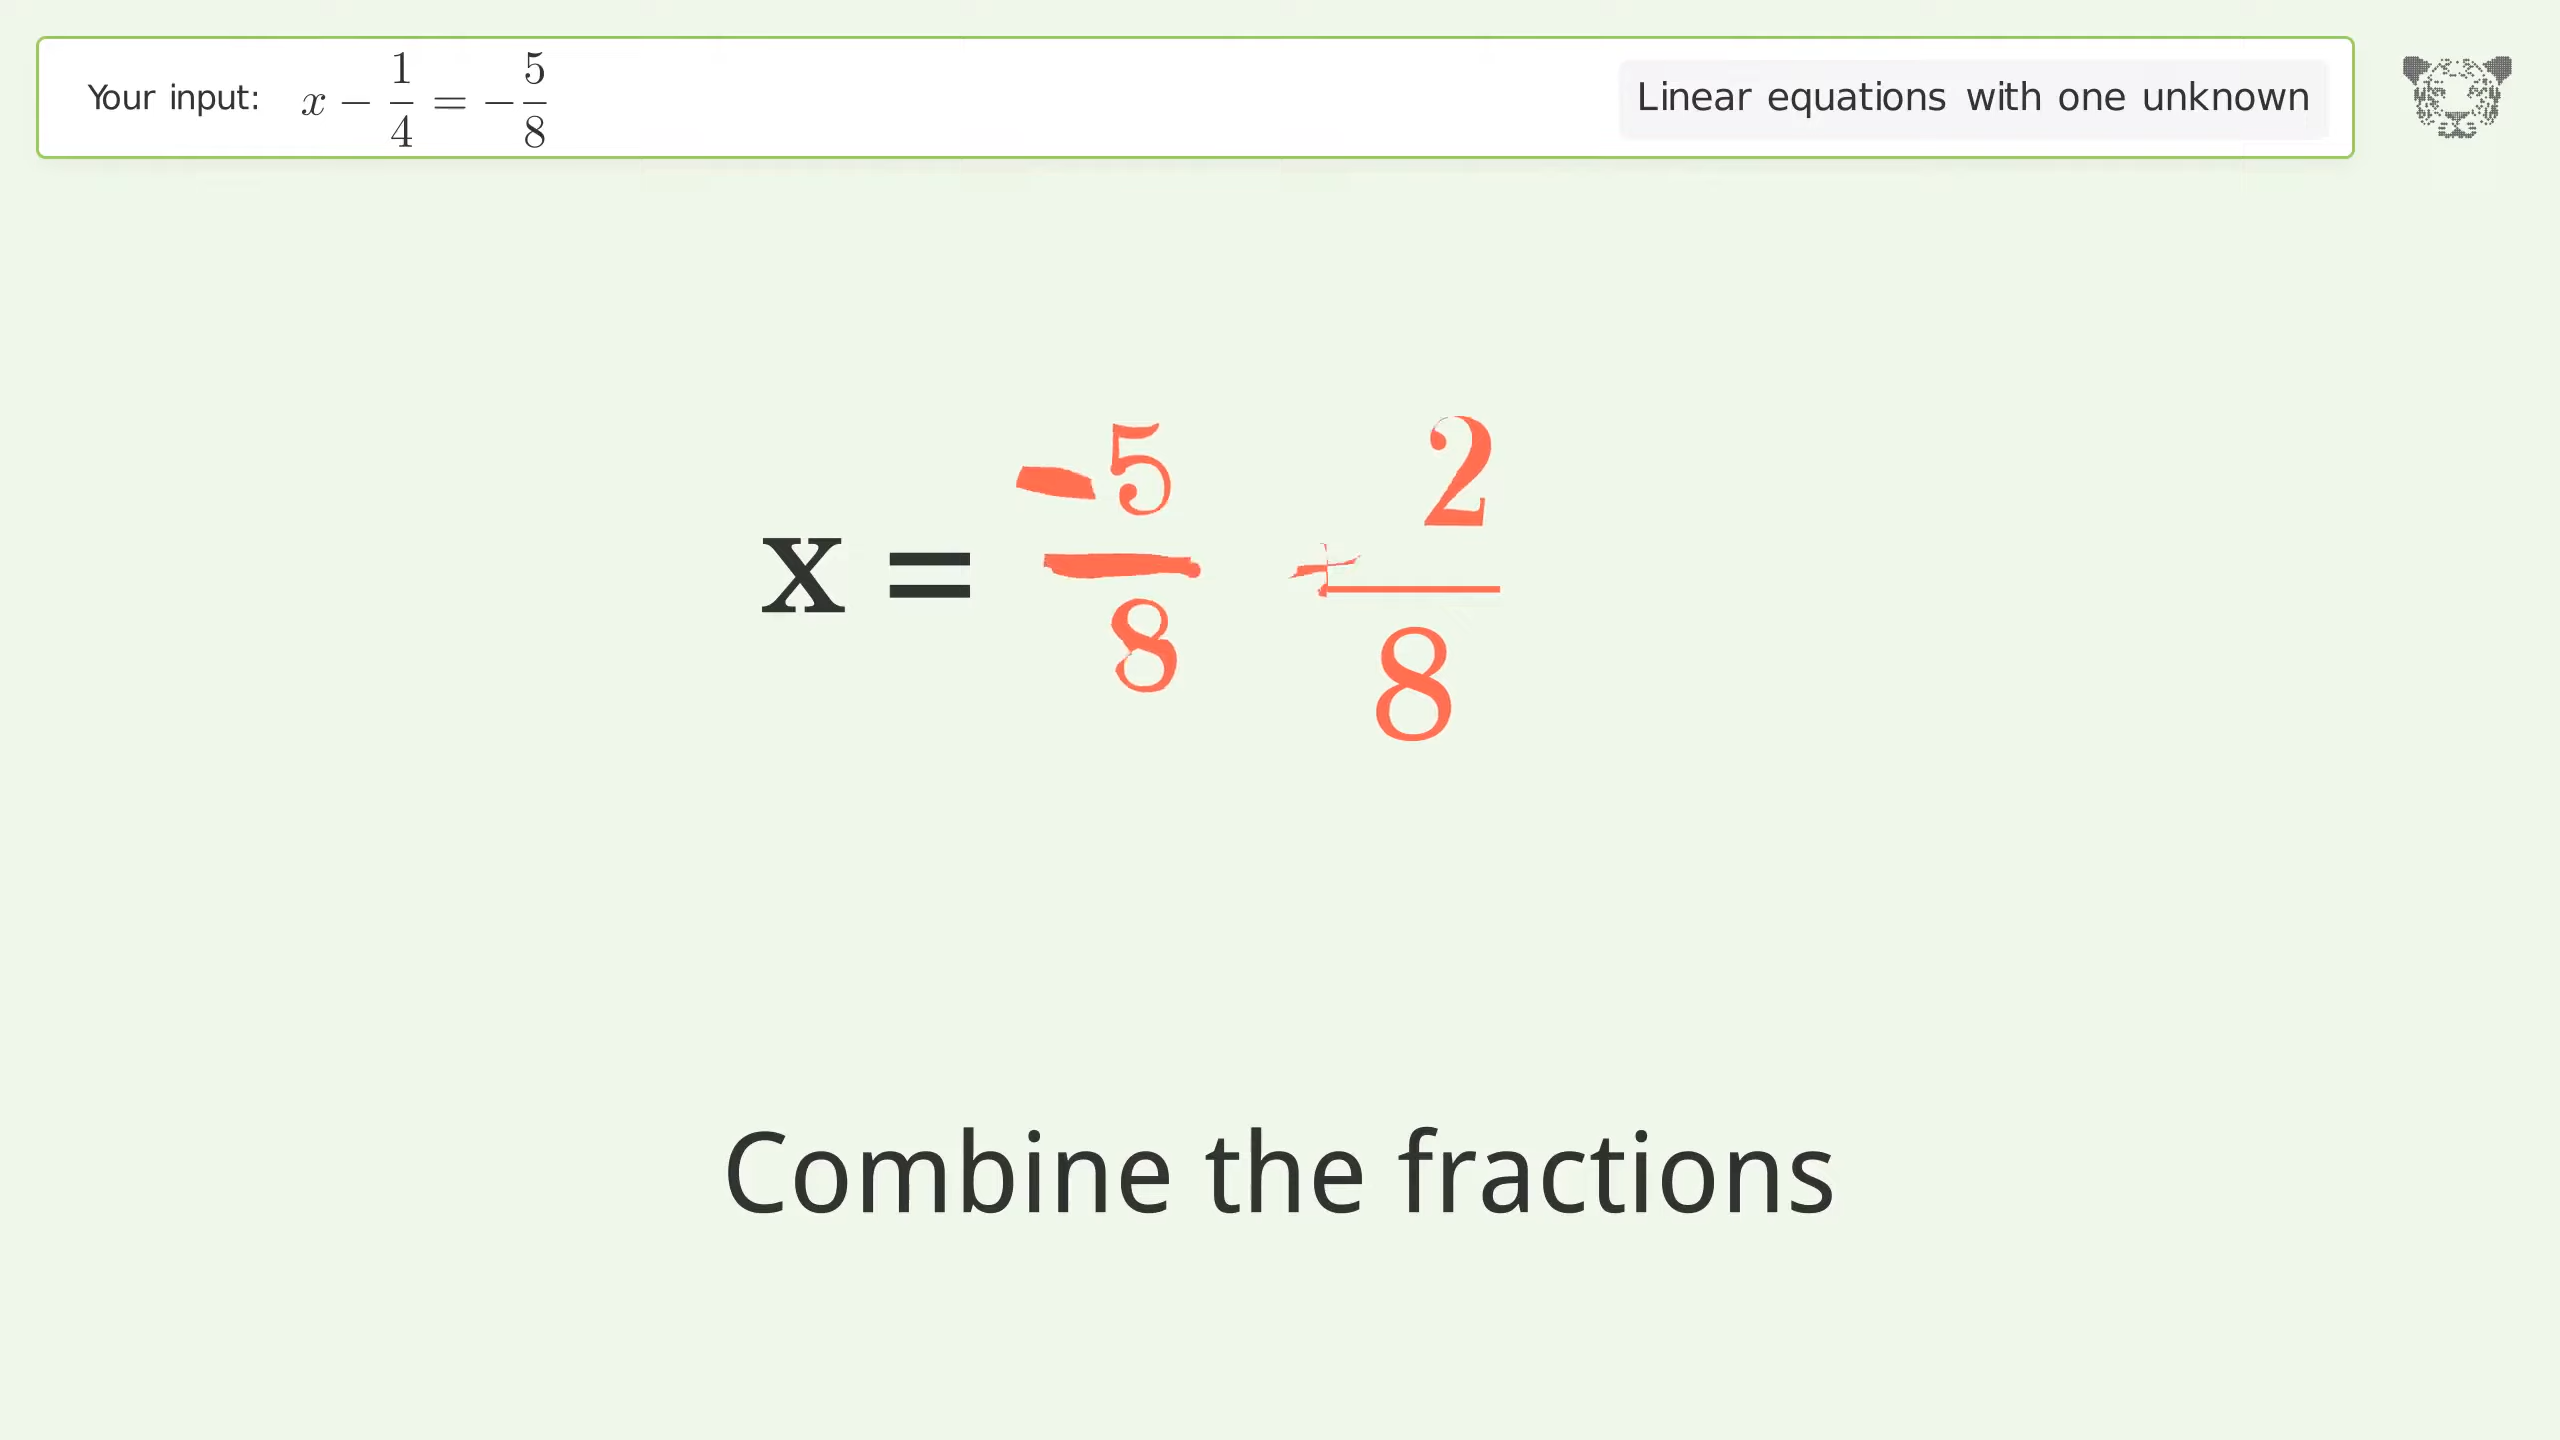 Your input: x − 1/4 = − 5/8
Linear equations with one unknown
x = -5/8 + 2/8
Combine the fractions